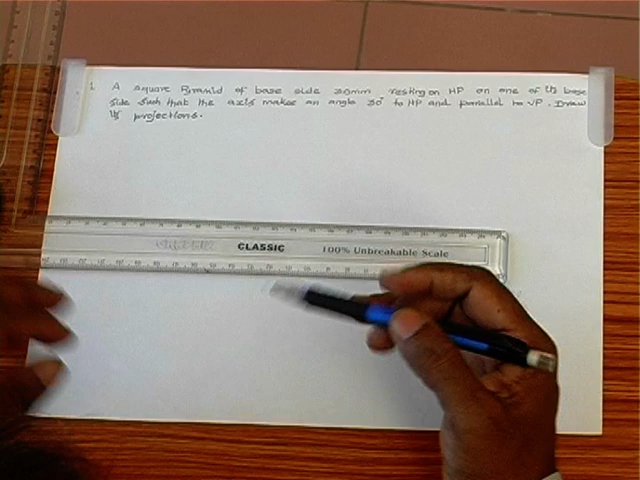 1. A square Pyramid of base side 30mm resting on HP on one of its base
side such that the axis makes an angle 30° to HP and parallel to VP. Draw
its projections.
CLASSIC 100% Unbreakable Scale